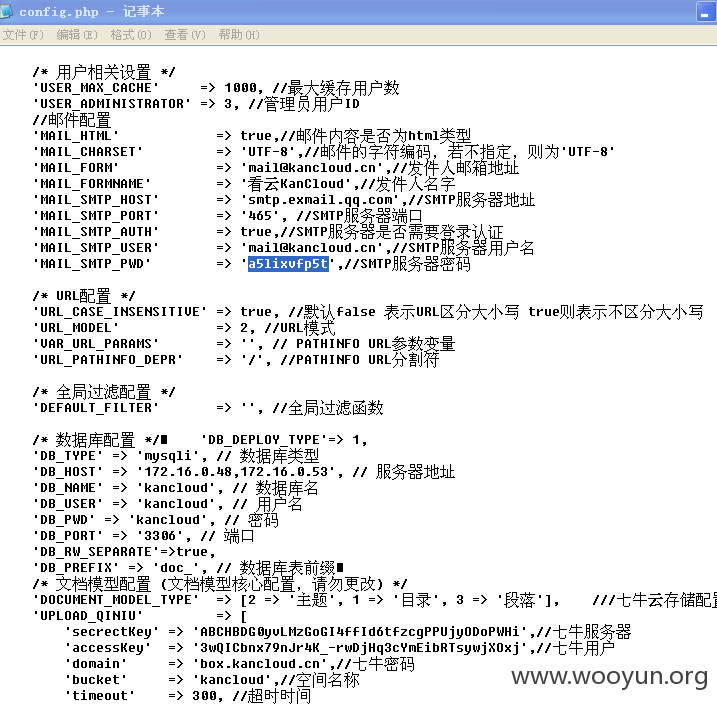 config.php - 记事本
文件(F) 编辑(E) 格式(O) 查看(V) 帮助(H)
/* 用户相关设置 */
'USER_MAX_CACHE' => 1000, //最大缓存用户数
'USER_ADMINISTRATOR' => 3, //管理员用户ID
//邮件配置
'MAIL_HTML' => true,//邮件内容是否为html类型
'MAIL_CHARSET' => 'UTF-8',//邮件的字符编码，若不指定，则为'UTF-8'
'MAIL_FORM' => 'mail@kancloud.cn',//发件人邮箱地址
'MAIL_FORMNAME' => '看云KanCloud',//发件人名字
'MAIL_SMTP_HOST' => 'smtp.exmail.qq.com',//SMTP服务器地址
'MAIL_SMTP_PORT' => '465', //SMTP服务器端口
'MAIL_SMTP_AUTH' => true,//SMTP服务器是否需要登录认证
'MAIL_SMTP_USER' => 'mail@kancloud.cn',//SMTP服务器用户名
'MAIL_SMTP_PWD' => 'a5lixvfp5t',//SMTP服务器密码
/* URL配置 */
'URL_CASE_INSENSITIVE' => true, //默认false 表示URL区分大小写 true则表示不区分大小写
'URL_MODEL' => 2, //URL模式
'VAR_URL_PARAMS' => '', // PATHINFO URL参数变量
'URL_PATHINFO_DEPR' => '/', //PATHINFO URL分割符
/* 全局过滤配置 */
'DEFAULT_FILTER' => '', //全局过滤函数
/* 数据库配置 */■ 'DB_DEPLOY_TYPE'=> 1,
'DB_TYPE' => 'mysqli', // 数据库类型
'DB_HOST' => '172.16.0.48,172.16.0.53', // 服务器地址
'DB_NAME' => 'kancloud', // 数据库名
'DB_USER' => 'kancloud', // 用户名
'DB_PWD' => 'kancloud', // 密码
'DB_PORT' => '3306', // 端口
'DB_RW_SEPARATE'=>true,
'DB_PREFIX' => 'doc_', // 数据库表前缀■
/* 文档模型配置 (文档模型核心配置，请勿更改) */
'DOCUMENT_MODEL_TYPE' => [2 => '主题', 1 => '目录', 3 => '段落'], ///七牛云存储配置
'UPLOAD_QINIU' => [
'secrectKey' => //七牛服务器
'accessKey' => //七牛用户
'domain' => 'box.kancloud.cn',//七牛密码
'bucket' => 'kancloud',//空间名称
'timeout' => 300, //超时时间
www.wooyun.org